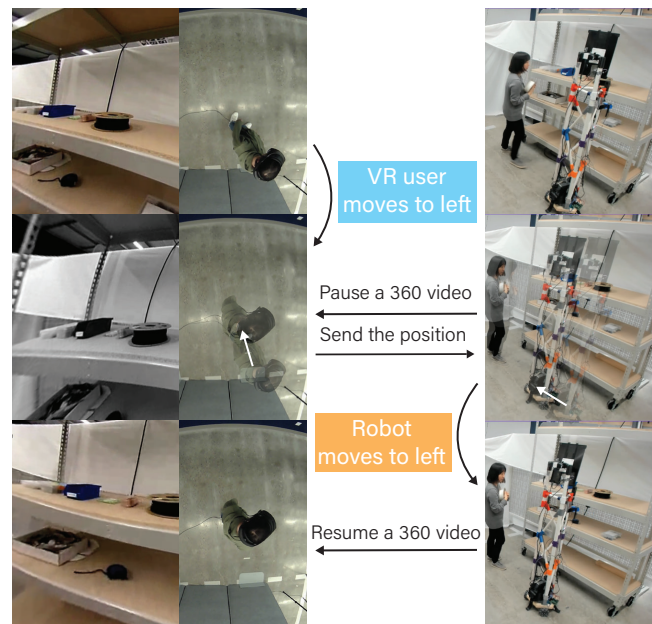 VR user
moves to left
Pause a 360 video
Send the position
Robot
moves to left
Resume a 360 video